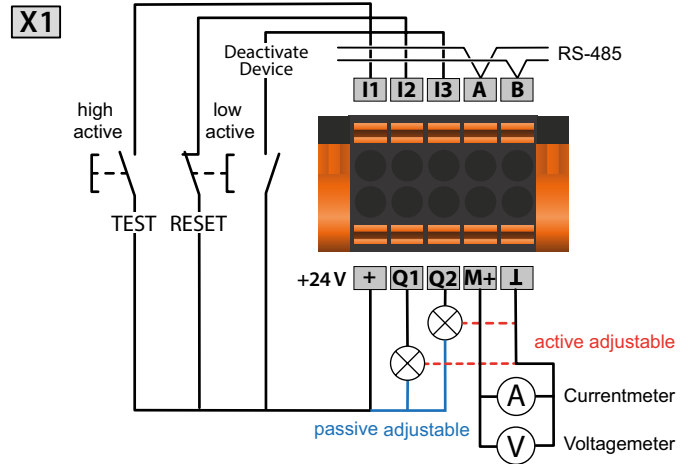 X1
Deactivate
Device
RS-485
I1 I2 I3 A B
high
active
low
active
TEST RESET
+24 V + Q1 Q2 M+ ⊥
active adjustable
passive adjustable
A Currentmeter
V Voltagemeter